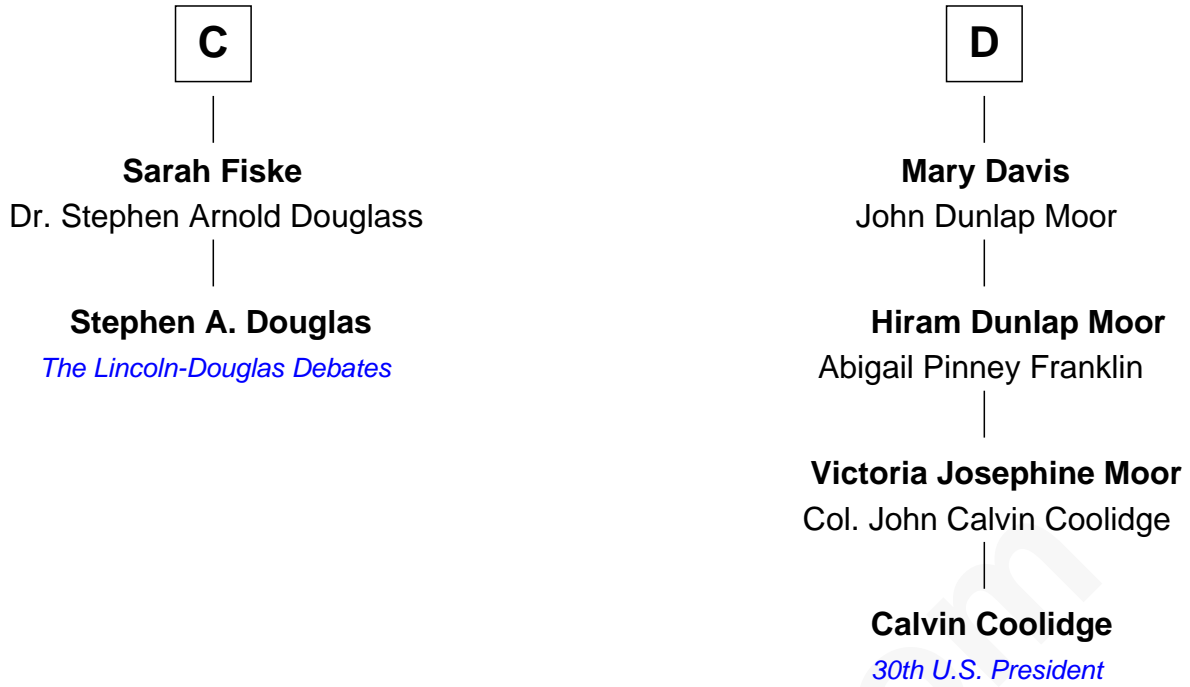 C
Sarah Fiske
Dr. Stephen Arnold Douglass
Stephen A. Douglas
The Lincoln-Douglas Debates
D
Mary Davis
John Dunlap Moor
Hiram Dunlap Moor
Abigail Pinney Franklin
Victoria Josephine Moor
Col. John Calvin Coolidge
Calvin Coolidge
30th U.S. President